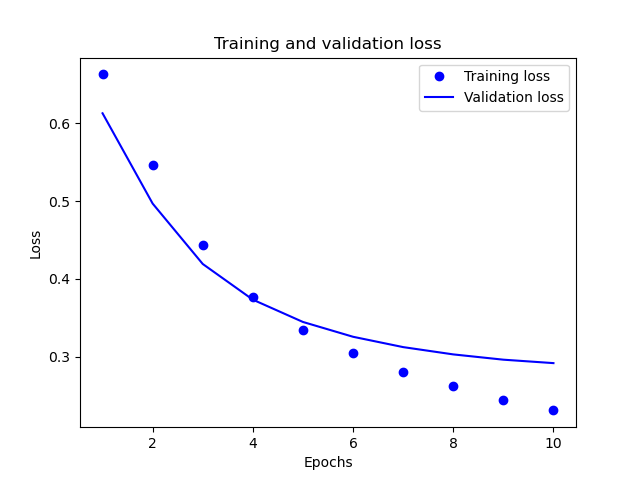 Training and validation loss
Training loss
Validation loss
0.6
0.5
0.4
0.3
Loss
2
4
6
8
10
Epochs